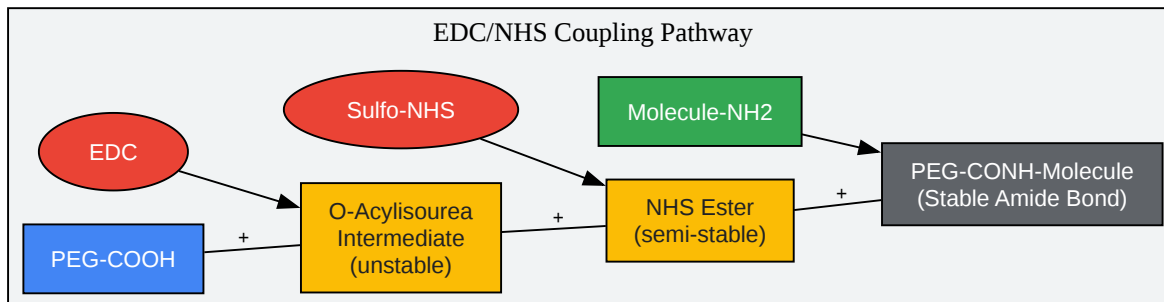 EDC/NHS Coupling Pathway
EDC
Sulfo-NHS
Molecule-NH2
PEG-COOH
+
O-Acylisourea
Intermediate
(unstable)
+
NHS Ester
(semi-stable)
+
PEG-CONH-Molecule
(Stable Amide Bond)